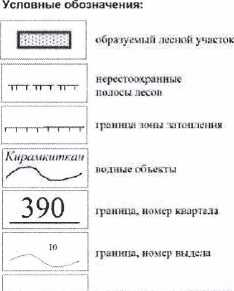 Условные обозначения:
образуемый лесной участок
нерестоохранные
полосы лесов
граница зоны затопления
Кирамкиткан
водные объекты
390
граница, номер квартала
10
граница, номер выдела